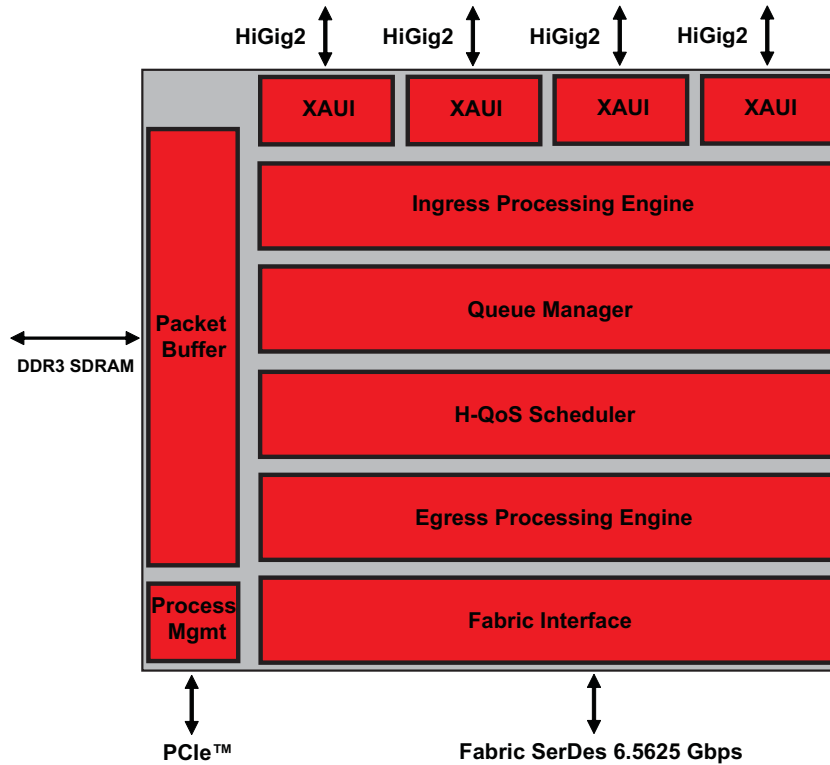 HiGig2 HiGig2 HiGig2 HiGig2
XAUI XAUI XAUI XAUI
Ingress Processing Engine
Queue Manager
Packet
Buffer
DDR3 SDRAM
H-QoS Scheduler
Egress Processing Engine
Process
Mgmt
Fabric Interface
PCIe™ Fabric SerDes 6.5625 Gbps